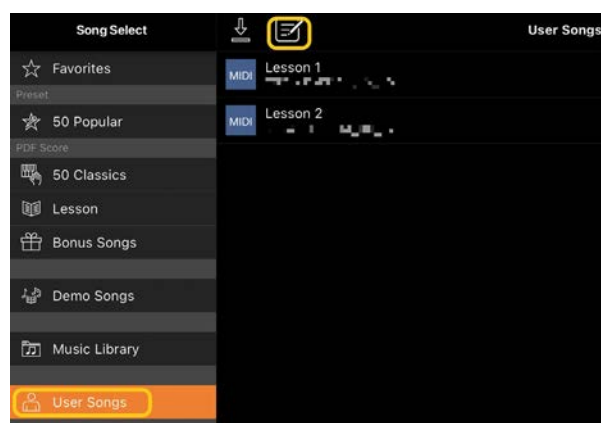 Song Select
User Songs
Favorites
Preset
50 Popular
PDF Score
50 Classics
Lesson
Bonus Songs
Demo Songs
Music Library
User Songs
MIDI
Lesson 1
MIDI
Lesson 2